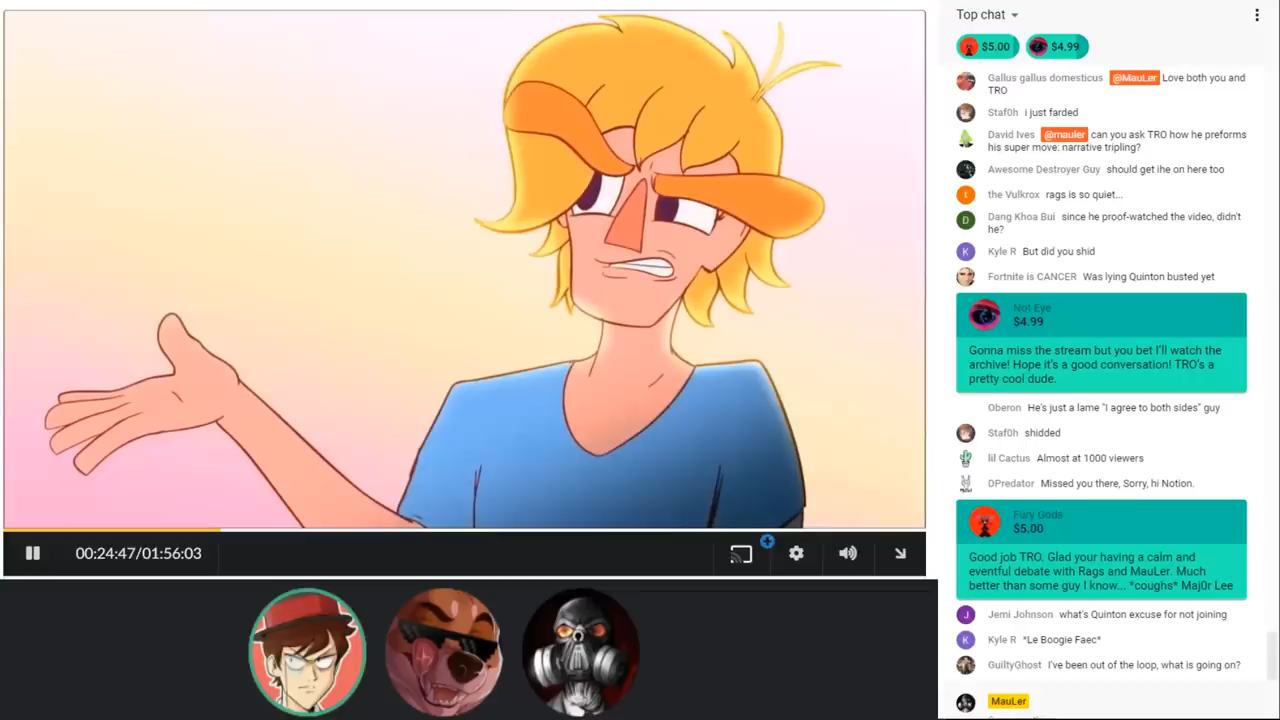 Top chat
$5.00 $4.99
Gallus gallus domesticus @MauLer Love both you and
TRO
Staf0h i just farded
David Ives @mauler can you ask TRO how he preforms
his super move: narrative tripling?
Awesome Destroyer Guy should get ihe on here too
the Vulkrox rags is so quiet...
Dang Khoa Bui since he proof-watched the video, didn't
he?
Kyle R But did you shid
Fortnite is CANCER Was lying Quinton busted yet
Not Eye
$4.99
Gonna miss the stream but you bet I'll watch the
archive! Hope it's a good conversation! TRO's a
pretty cool dude.
Oberon He's just a lame "I agree to both sides" guy
Staf0h shidded
lil Cactus Almost at 1000 viewers
DPredator Missed you there, Sorry, hi Notion.
Fury Gods
$5.00
Good job TRO. Glad your having a calm and
eventful debate with Rags and MauLer. Much
better than some guy I know... *coughs* Maj0r Lee
Jemi Johnson what's Quinton excuse for not joining
Kyle R *Le Boogie Faec*
GuiltyGhost I've been out of the loop, what is going on?
MauLer
00:24:47/01:56:03